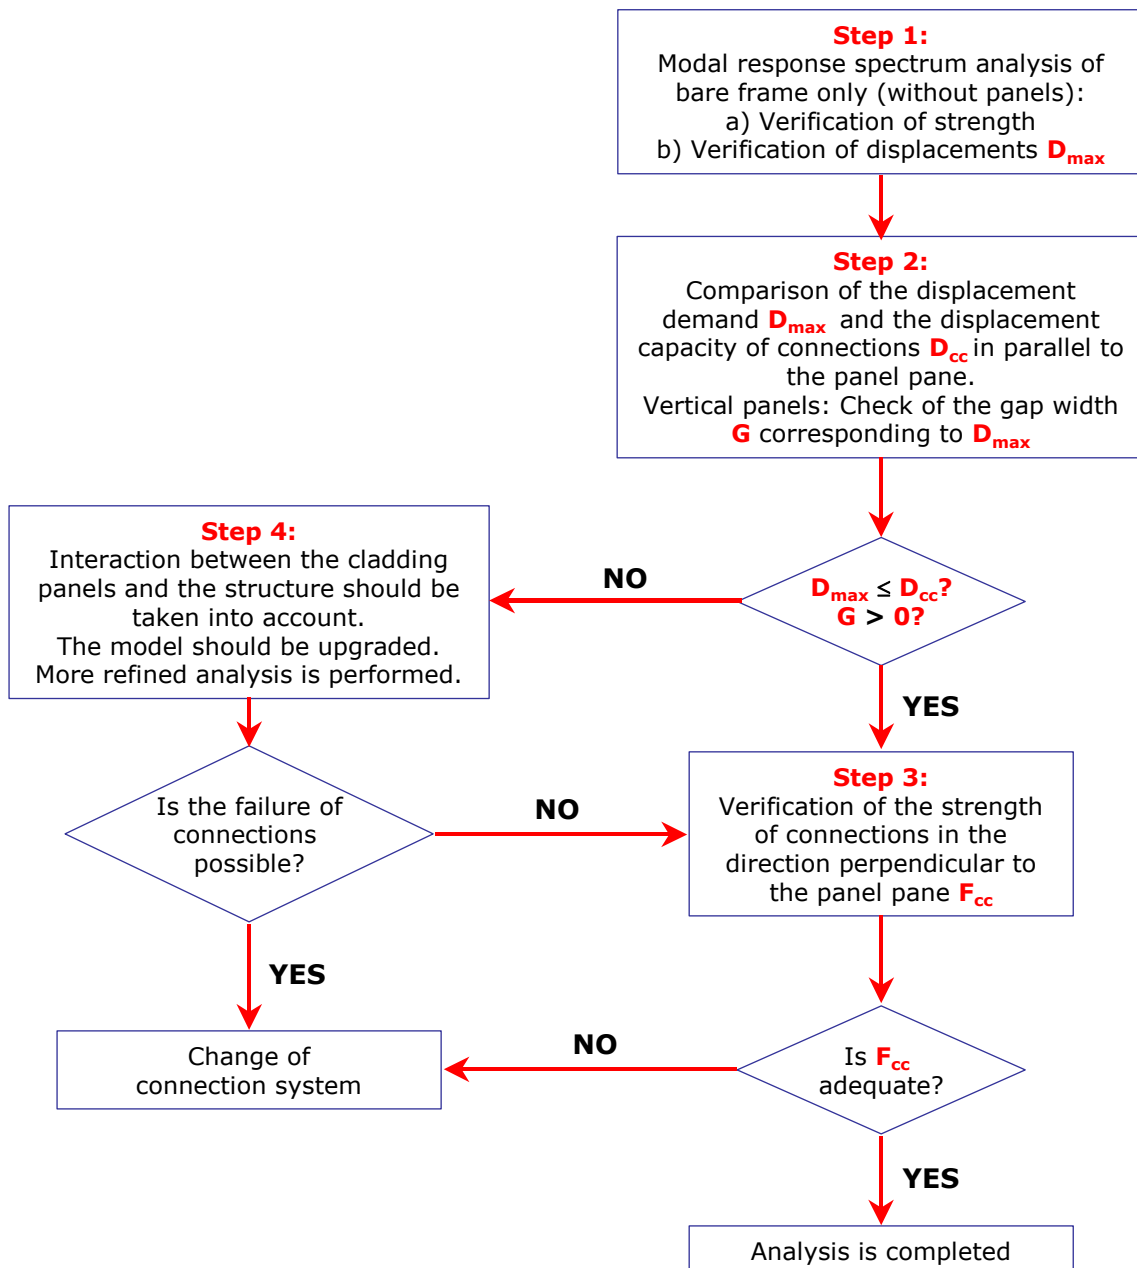 Step 1:
Modal response spectrum analysis of
bare frame only (without panels):
a) Verification of strength
b) Verification of displacements Dmax
Step 2:
Comparison of the displacement
demand Dmax and the displacement
capacity of connections Dcc in parallel to
the panel pane.
Vertical panels: Check of the gap width
G corresponding to Dmax
Dmax ≤ Dcc?
G > 0?
NO
YES
Step 4:
Interaction between the cladding
panels and the structure should be
taken into account.
The model should be upgraded.
More refined analysis is performed.
Is the failure of
connections
possible?
NO
YES
Step 3:
Verification of the strength
of connections in the
direction perpendicular to
the panel pane Fcc
Is Fcc
adequate?
NO
YES
Change of
connection system
Analysis is completed